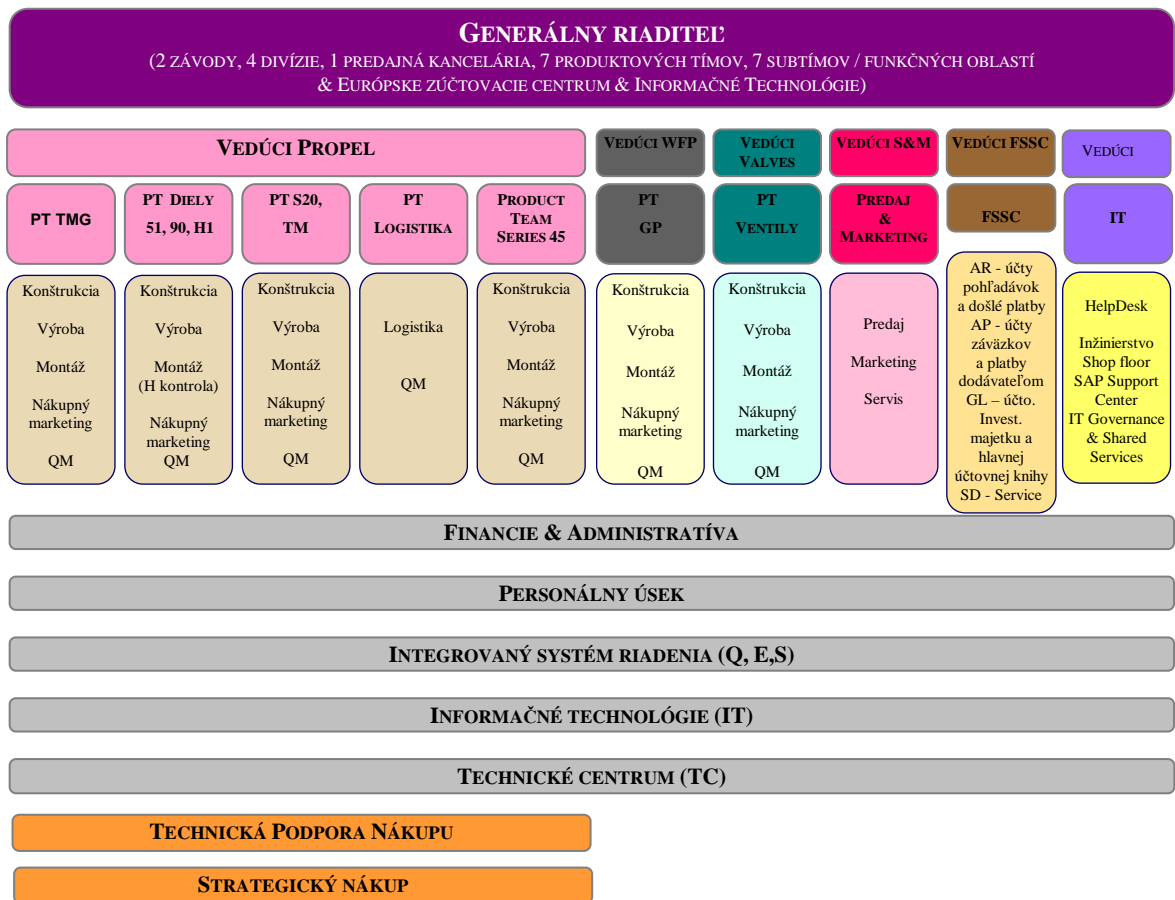 GENERÁLNY RIADITEĽ
(2 ZÁVODY, 4 DIVÍZIE, 1 PREDAJNÁ KANCELÁRIA, 7 PRODUKTOVÝCH TÍMOV, 7 SUBTÍMOV / FUNKČNÝCH OBLASTÍ
& EURÓPSKE ZÚČTOVACIE CENTRUM & INFORMAČNÉ TECHNOLÓGIE)
VEDÚCI PROPEL
VEDÚCI WFP
VEDÚCI
VALVES
VEDÚCI S&M
VEDÚCI FSSC
VEDÚCI
PT TMG
PT DIELY
51, 90, H1
PT S20,
TM
PT
LOGISTIKA
PRODUCT
TEAM
SERIES 45
PT
GP
PT
VENTILY
PREDAJ
&
MARKETING
FSSC
IT
Konštrukcia
Výroba
Montáž
Nákupný
marketing
QM
Konštrukcia
Výroba
Montáž
(H kontrola)
Nákupný
marketing
QM
Konštrukcia
Výroba
Montáž
Nákupný
marketing
QM
Logistika
QM
Konštrukcia
Výroba
Montáž
Nákupný
marketing
QM
Konštrukcia
Výroba
Montáž
Nákupný
marketing
QM
Konštrukcia
Výroba
Montáž
Nákupný
marketing
QM
Predaj
Marketing
Servis
AR - účty
pohľadávok
a došlé platby
AP - účty
záväzkov
a platby
dodávateľom
GL – účto.
Invest.
majetku a
hlavnej
účtovnej knihy
SD - Service
HelpDesk
Inžinierstvo
Shop floor
SAP Support
Center
IT Governance
& Shared
Services
FINANCIE & ADMINISTRATÍVA
PERSONÁLNY ÚSEK
INTEGROVANÝ SYSTÉM RIADENIA (Q, E,S)
INFORMAČNÉ TECHNOLÓGIE (IT)
TECHNICKÉ CENTRUM (TC)
TECHNICKÁ PODPORA NÁKUPU
STRATEGICKÝ NÁKUP